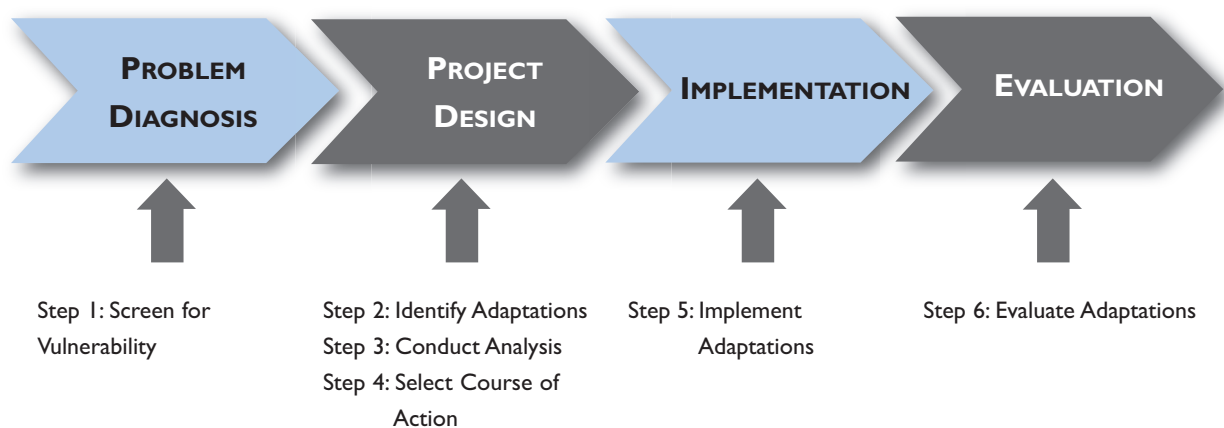 PROBLEM
DIAGNOSIS
PROJECT
DESIGN
IMPLEMENTATION
EVALUATION
Step 1: Screen for
Vulnerability
Step 2: Identify Adaptations
Step 3: Conduct Analysis
Step 4: Select Course of
Action
Step 5: Implement
Adaptations
Step 6: Evaluate Adaptations